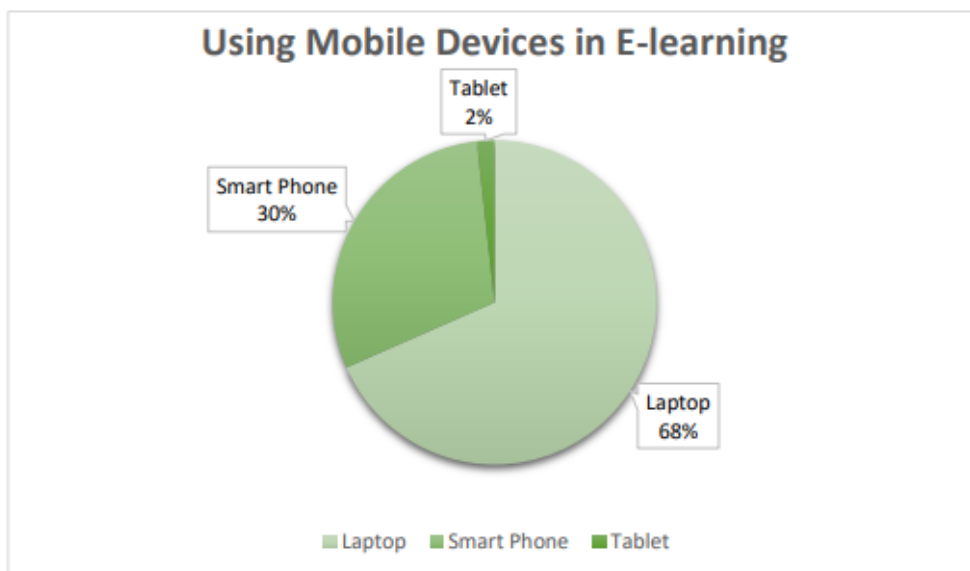 Using Mobile Devices in E-learning
Tablet
2%
Smart Phone
30%
Laptop
68%
Laptop Smart Phone Tablet